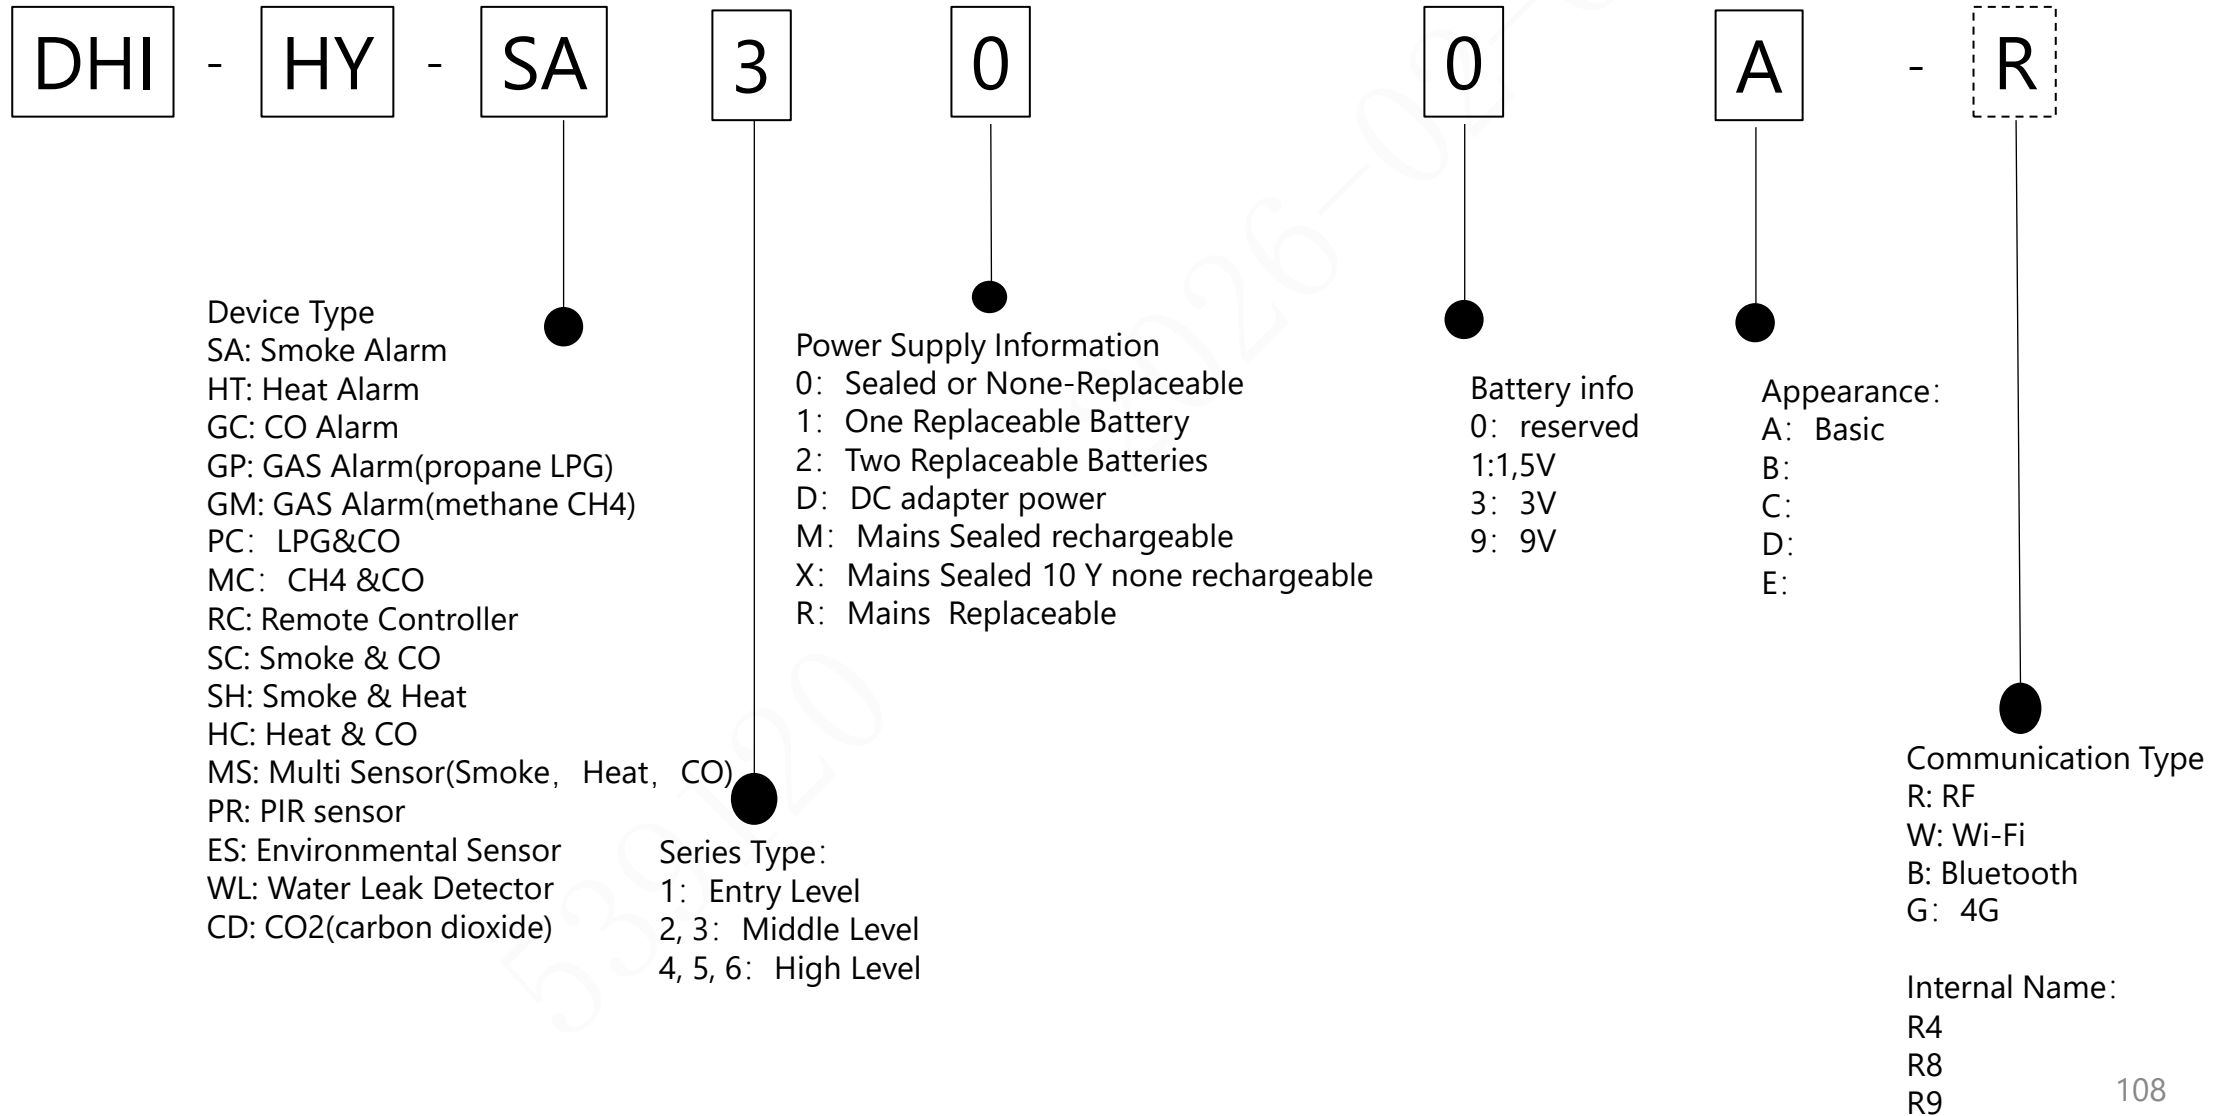 DHI - HY - SA 3 0 0 A - R
Device Type
SA: Smoke Alarm
HT: Heat Alarm
GC: CO Alarm
GP: GAS Alarm(propane LPG)
GM: GAS Alarm(methane CH4)
PC： LPG&CO
MC： CH4 &CO
RC: Remote Controller
SC: Smoke & CO
SH: Smoke & Heat
HC: Heat & CO
MS: Multi Sensor(Smoke，Heat，CO)
PR: PIR sensor
ES: Environmental Sensor
WL: Water Leak Detector
CD: CO2(carbon dioxide)
Series Type：
1： Entry Level
2, 3： Middle Level
4, 5, 6： High Level
Power Supply Information
0： Sealed or None-Replaceable
1： One Replaceable Battery
2： Two Replaceable Batteries
D： DC adapter power
M： Mains Sealed rechargeable
X： Mains Sealed 10 Y none rechargeable
R： Mains  Replaceable
Battery info
0： reserved
1:1,5V
3： 3V
9： 9V
Appearance：
A： Basic
B：
C：
D：
E：
Communication Type
R: RF
W: Wi-Fi
B: Bluetooth
G： 4G
Internal Name：
R4
R8
R9
108